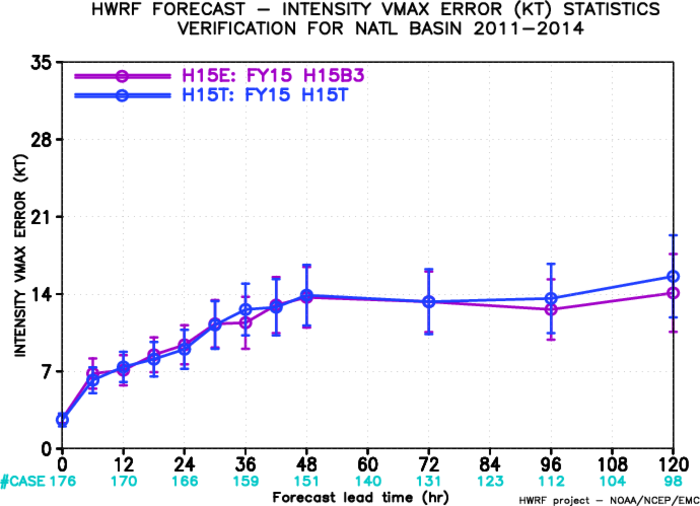 HWRF FORECAST – INTENSITY VMAX ERROR (KT) STATISTICS
VERIFICATION FOR NATL BASIN 2011–2014
35
H15E: FY15 H15B3
H15T: FY15 H15T
28
21
14
7
0
INTENSITY VMAX ERROR (KT)
0 12 24 36 48 60 72 84 96 108 120
#CASE 176 170 166 159 151 140 131 123 112 104 98
Forecast lead time (hr)
HWRF project – NOAA/NCEP/EMC